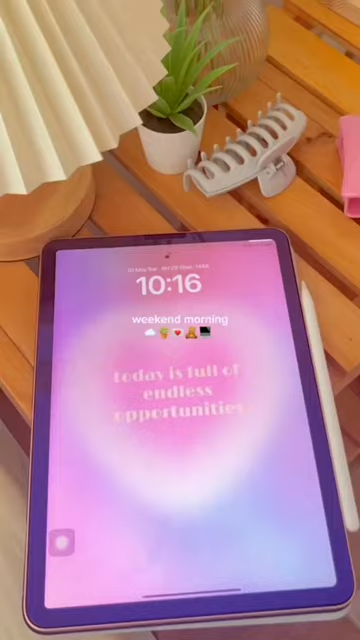 10:16
weekend morning
today is full of
endless
opportunities